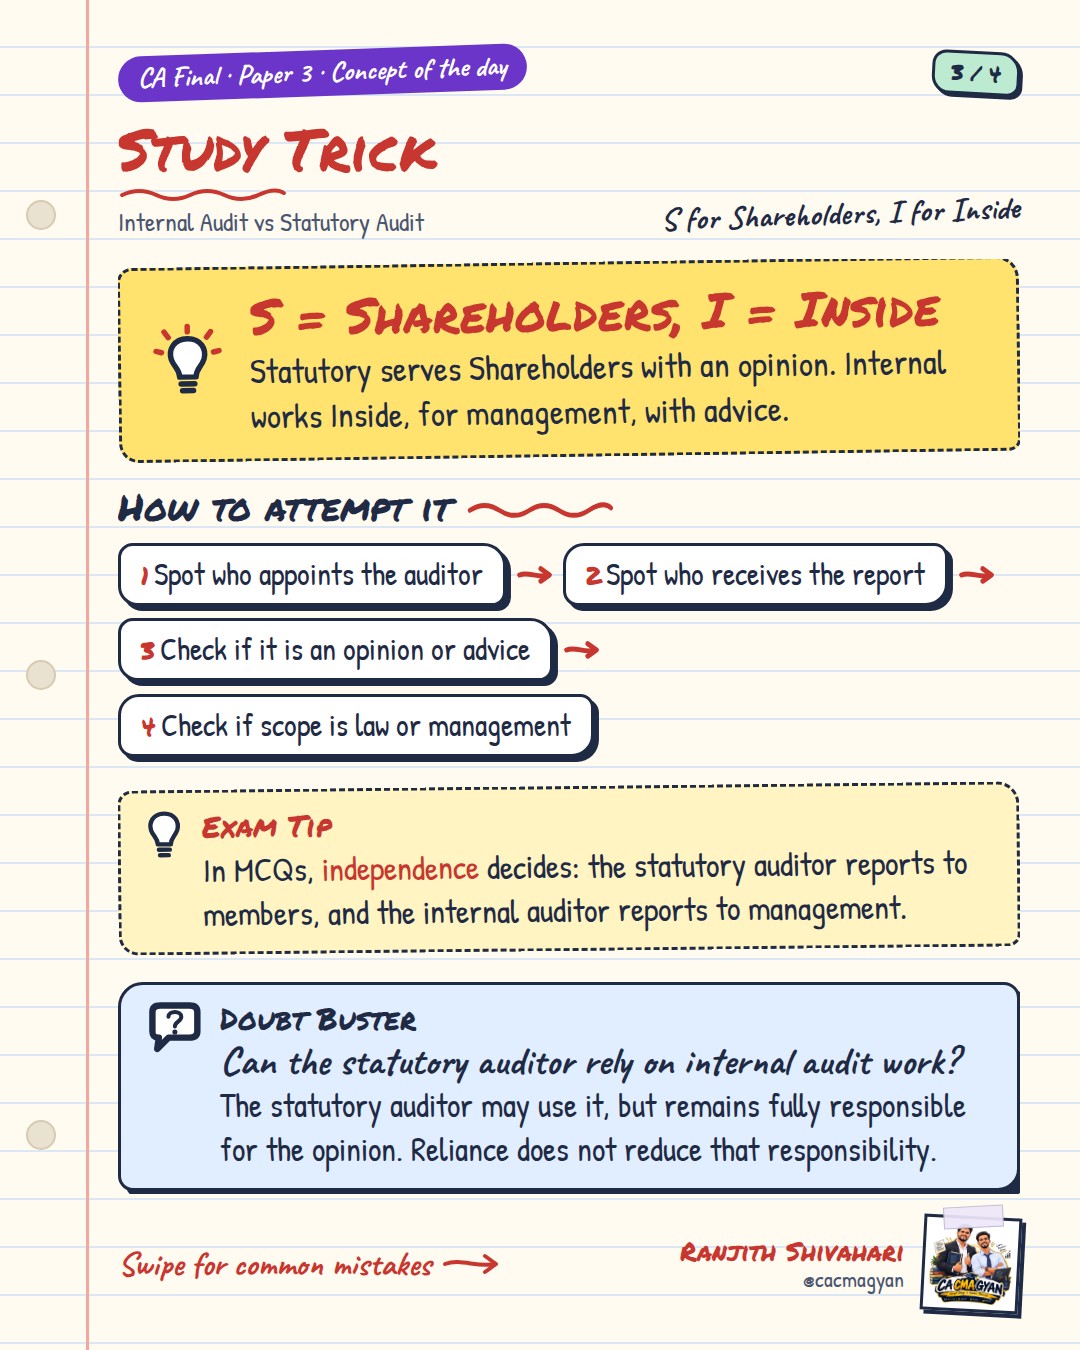 CA Final · Paper 3 · Concept of the day
3 / 4
Study Trick
Internal Audit vs Statutory Audit
S for Shareholders, I for Inside
S = Shareholders, I = Inside
Statutory serves Shareholders with an opinion. Internal
works Inside, for management, with advice.
How to attempt it
1 Spot who appoints the auditor
2 Spot who receives the report
3 Check if it is an opinion or advice
4 Check if scope is law or management
Exam Tip
In MCQs, independence decides: the statutory auditor reports to
members, and the internal auditor reports to management.
Doubt Buster
Can the statutory auditor rely on internal audit work?
The statutory auditor may use it, but remains fully responsible
for the opinion. Reliance does not reduce that responsibility.
Swipe for common mistakes
Ranjith Shivahari
@cacmagyan
CA CMA GYAN